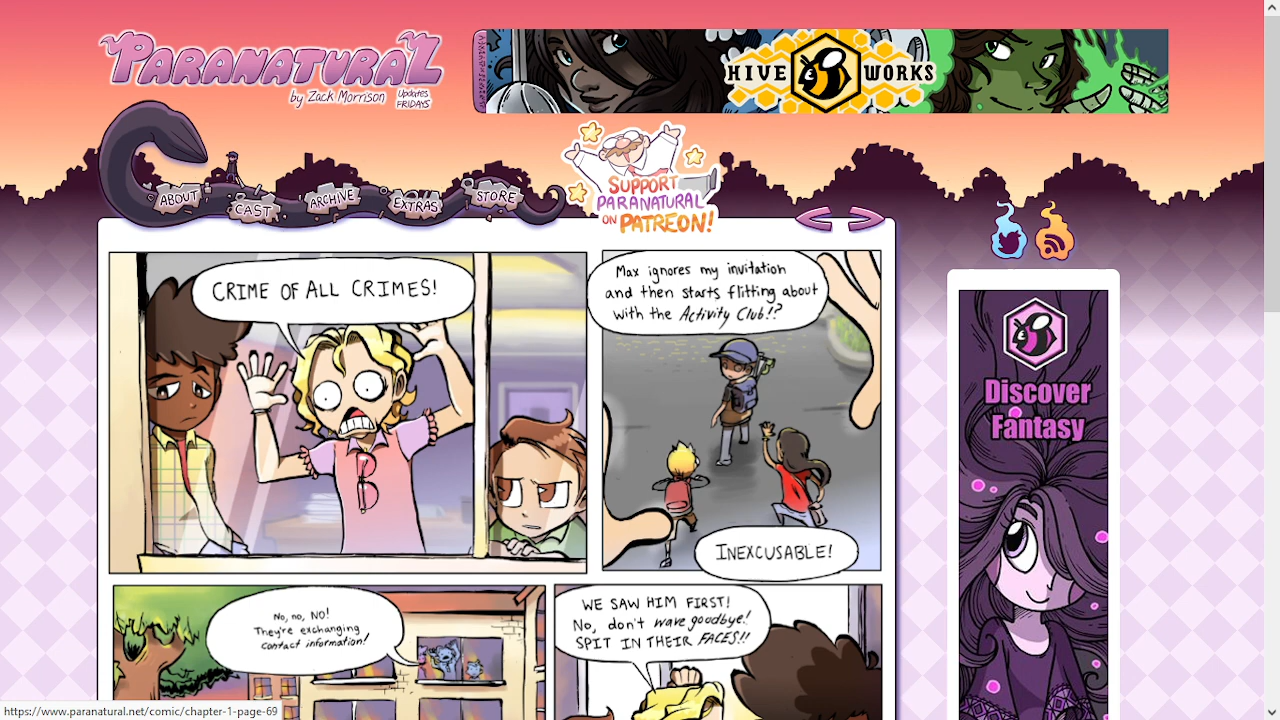 PARANATURAL
by Zack Morrison
Updates
FRIDAYS
HIVE WORKS
ABOUT
CAST
ARCHIVE
EXTRAS
STORE
SUPPORT
PARANATURAL
ON PATREON!
CRIME OF ALL CRIMES!
Max ignores my invitation
and then starts flitting about
with the Activity Club!?
INEXCUSABLE!
No, no, NO!
They're exchanging
contact information!
WE SAW HIM FIRST!
No, don't wave goodbye!
SPIT IN THEIR FACES!!
Discover
Fantasy
https://www.paranatural.net/comic/chapter-1-page-69